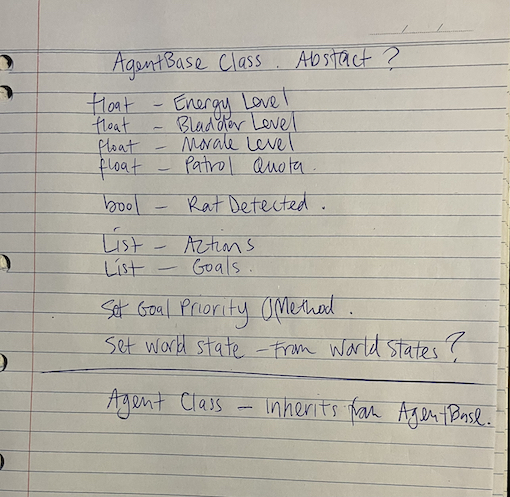 AgentBase Class. Abstact?
float - Energy Level
float - Bladder Level
float - Morale Level
float - Patrol Quota.
bool - Rat Detected.
List - Actions
List - Goals.
Set Goal Priority () Method.
Set world state - From World States?
Agent Class - Inherits from AgentBase.